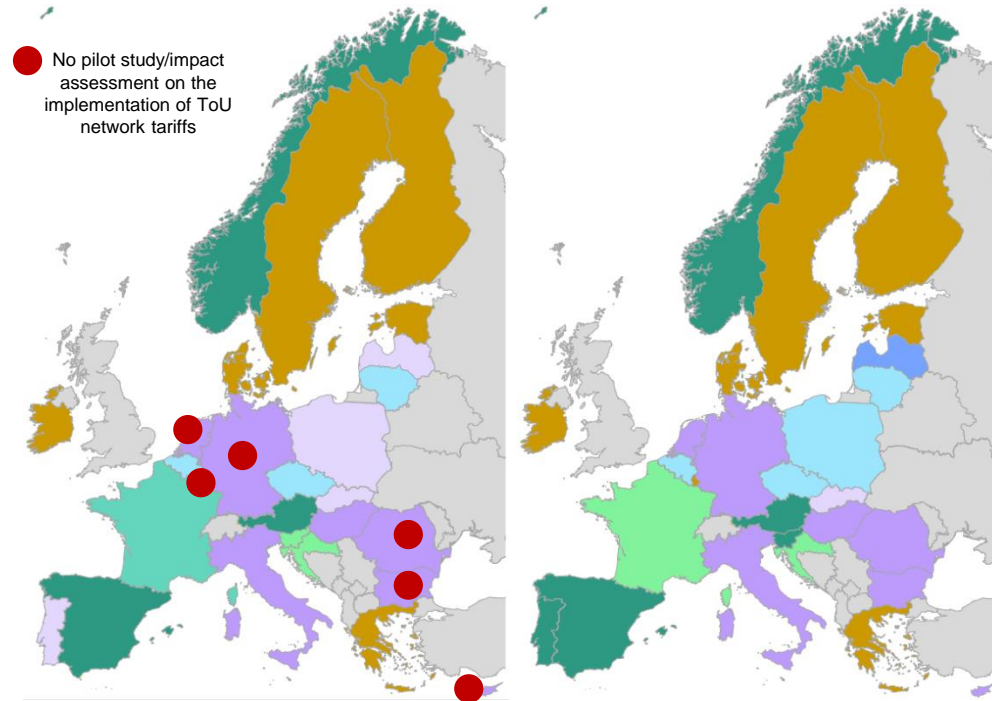 No pilot study/impact
assessment on the
implementation of ToU
network tariffs